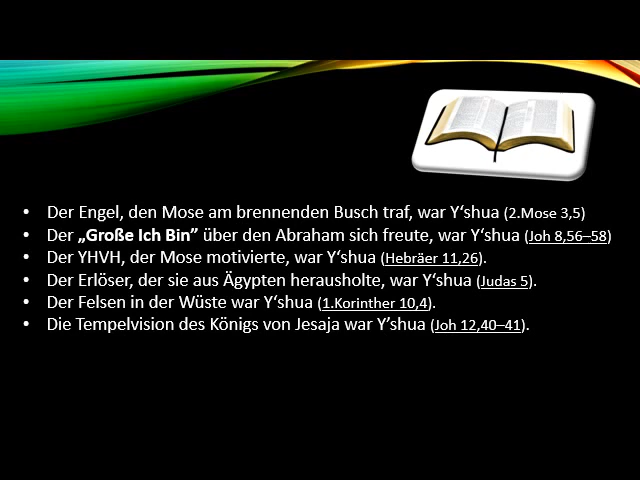 • Der Engel, den Mose am brennenden Busch traf, war Y‘shua (2.Mose 3,5)
• Der „Große Ich Bin” über den Abraham sich freute, war Y‘shua (Joh 8,56–58)
• Der YHVH, der Mose motivierte, war Y‘shua (Hebräer 11,26).
• Der Erlöser, der sie aus Ägypten herausholte, war Y‘shua (Judas 5).
• Der Felsen in der Wüste war Y‘shua (1.Korinther 10,4).
• Die Tempelvision des Königs von Jesaja war Y’shua (Joh 12,40–41).